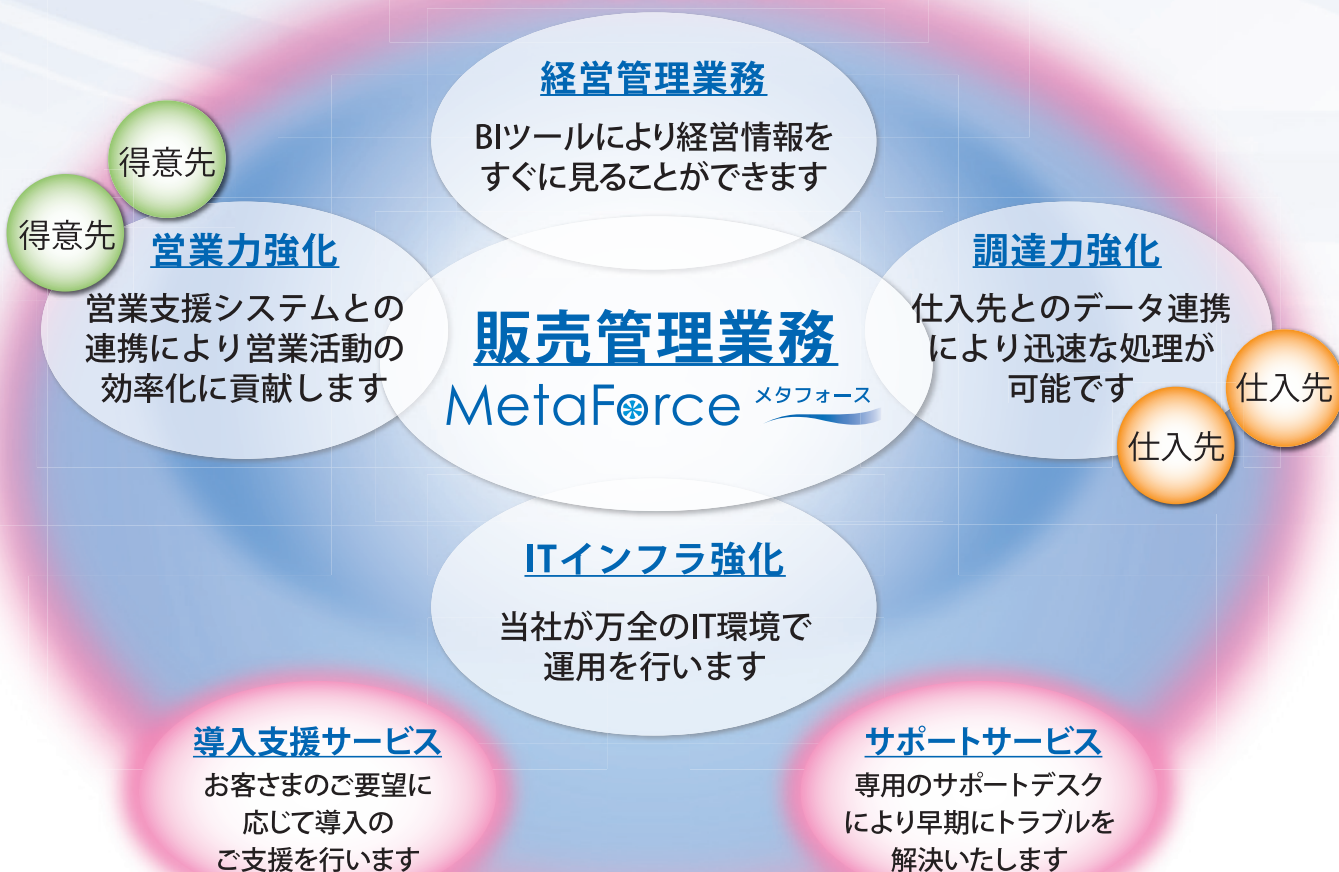 経営管理業務
BIツールにより経営情報を
すぐに見ることができます
得意先
得意先
営業力強化
営業支援システムとの
連携により営業活動の
効率化に貢献します
販売管理業務
MetaForce メタフォース
調達力強化
仕入先とのデータ連携
により迅速な処理が
可能です
仕入先
仕入先
ITインフラ強化
当社が万全のIT環境で
運用を行います
導入支援サービス
お客さまのご要望に
応じて導入の
ご支援を行います
サポートサービス
専用のサポートデスク
により早期にトラブルを
解決いたします